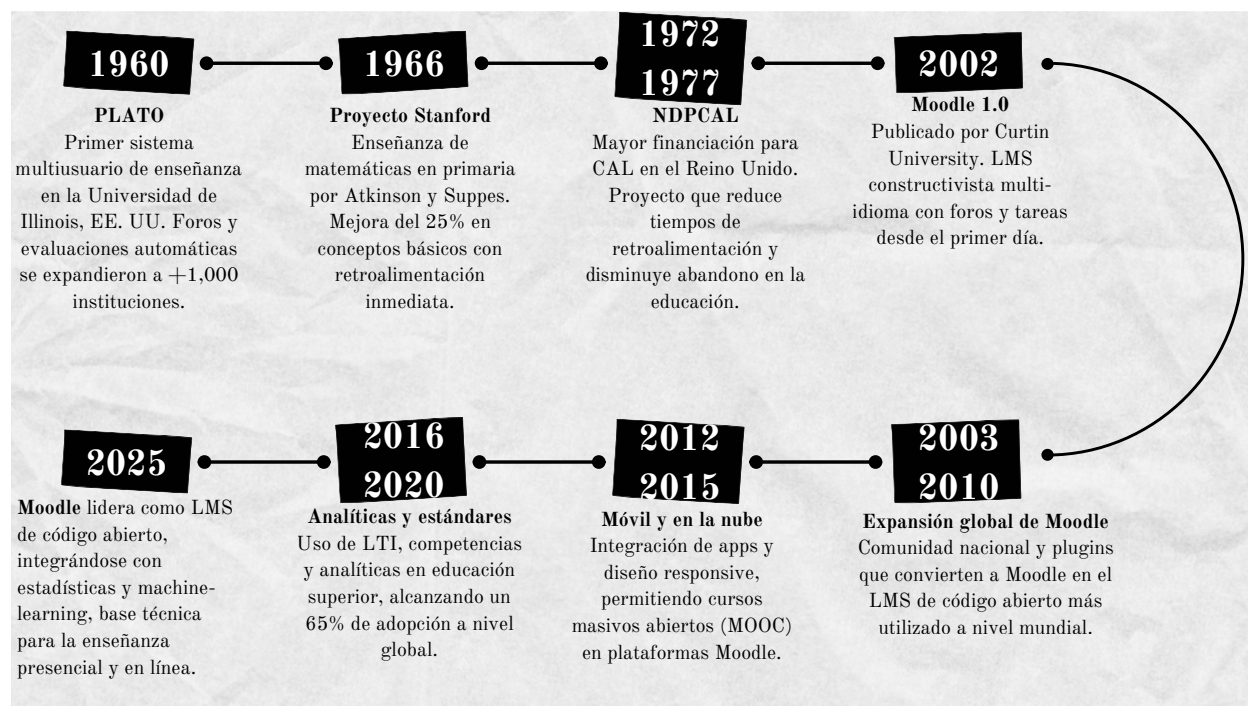 1960
PLATO
Primer sistema
multiusuario de enseñanza
en la Universidad de
Illinois, EE. UU. Foros y
evaluaciones automáticas
se expandieron a +1,000
instituciones.
1966
Proyecto Stanford
Enseñanza de
matemáticas en primaria
por Atkinson y Suppes.
Mejora del 25% en
conceptos básicos con
retroalimentación
inmediata.
1972
1977
NDPCAL
Mayor financiación para
CAL en el Reino Unido.
Proyecto que reduce
tiempos de
retroalimentación y
disminuye abandono en la
educación.
2002
Moodle 1.0
Publicado por Curtin
University. LMS
constructivista multi-
idioma con foros y tareas
desde el primer día.
2003
2010
Expansión global de Moodle
Comunidad nacional y plugins
que convierten a Moodle en el
LMS de código abierto más
utilizado a nivel mundial.
2012
2015
Móvil y en la nube
Integración de apps y
diseño responsive,
permitiendo cursos
masivos abiertos (MOOC)
en plataformas Moodle.
2016
2020
Analíticas y estándares
Uso de LTI, competencias
y analíticas en educación
superior, alcanzando un
65% de adopción a nivel
global.
2025
Moodle lidera como LMS
de código abierto,
integrándose con
estadísticas y machine-
learning, base técnica
para la enseñanza
presencial y en línea.